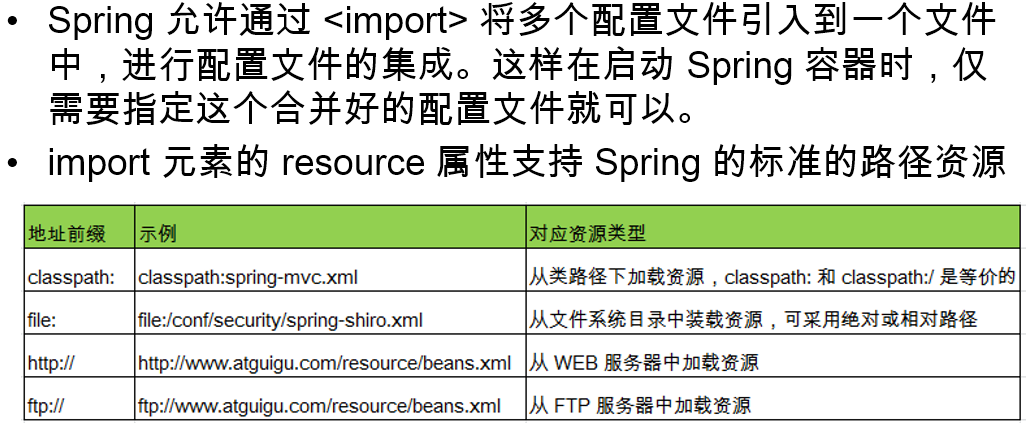 • Spring 允许通过 <import> 将多个配置文件引入到一个文件
中，进行配置文件的集成。这样在启动 Spring 容器时，仅
需要指定这个合并好的配置文件就可以。
• import 元素的 resource 属性支持 Spring 的标准的路径资源
地址前缀 示例 对应资源类型
classpath: classpath:spring-mvc.xml 从类路径下加载资源，classpath: 和 classpath:/ 是等价的
file: file:/conf/security/spring-shiro.xml 从文件系统目录中装载资源，可采用绝对或相对路径
http:// http://www.atguigu.com/resource/beans.xml 从 WEB 服务器中加载资源
ftp:// ftp://www.atguigu.com/resource/beans.xml 从 FTP 服务器中加载资源